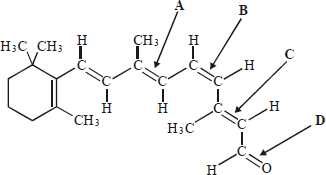 A
B
H CH₃ H
H₃C CH₃
C
C C C H
C C C
H H C H
CH₃ H₃C C D
C
H O